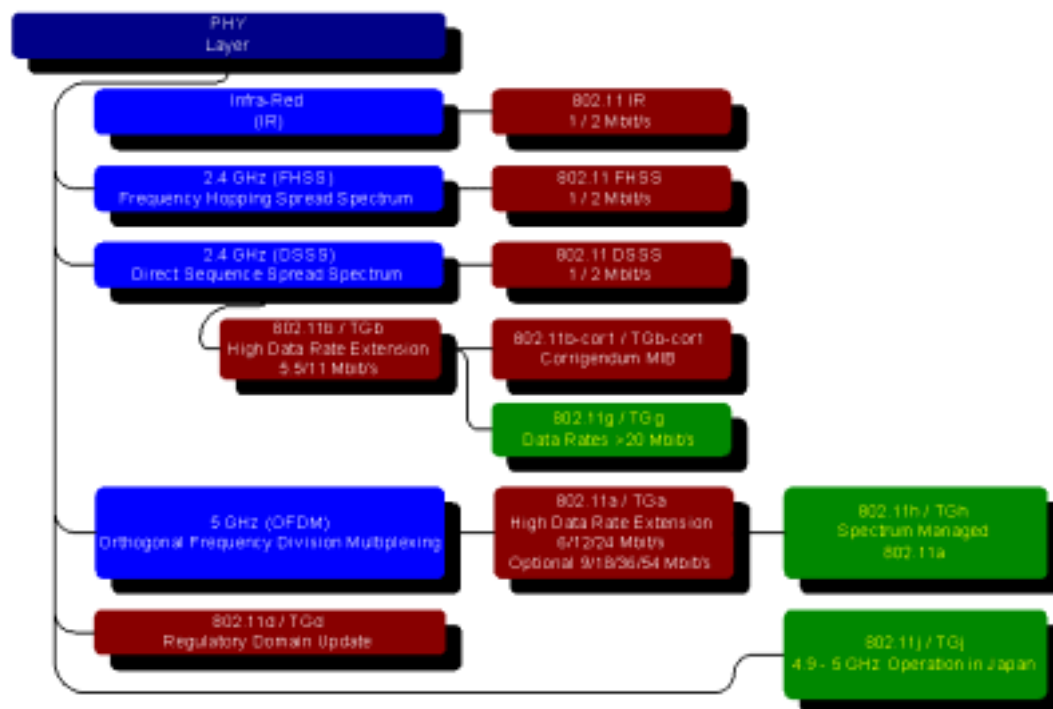 PHY
Layer
Infra-Red
(IR)
802.11 IR
1 / 2 Mbit/s
2.4 GHz (FHSS)
Frequency Hopping Spread Spectrum
802.11 FHSS
1 / 2 Mbit/s
2.4 GHz (DSSS)
Direct Sequence Spread Spectrum
802.11 DSSS
1 / 2 Mbit/s
802.11b / TGb
High Data Rate Extension
5.5/11 Mbit/s
802.11b-cor1 / TGb-cor1
Corrigendum MIB
802.11g / TGg
Data Rates >20 Mbit/s
5 GHz (OFDM)
Orthogonal Frequency Division Multiplexing
802.11a / TGa
High Data Rate Extension
6/12/24 Mbit/s
Optional 9/18/36/54 Mbit/s
802.11h / TGh
Spectrum Managed
802.11a
802.11d / TGd
Regulatory Domain Update
802.11j / TGj
4.9 - 5 GHz Operation in Japan